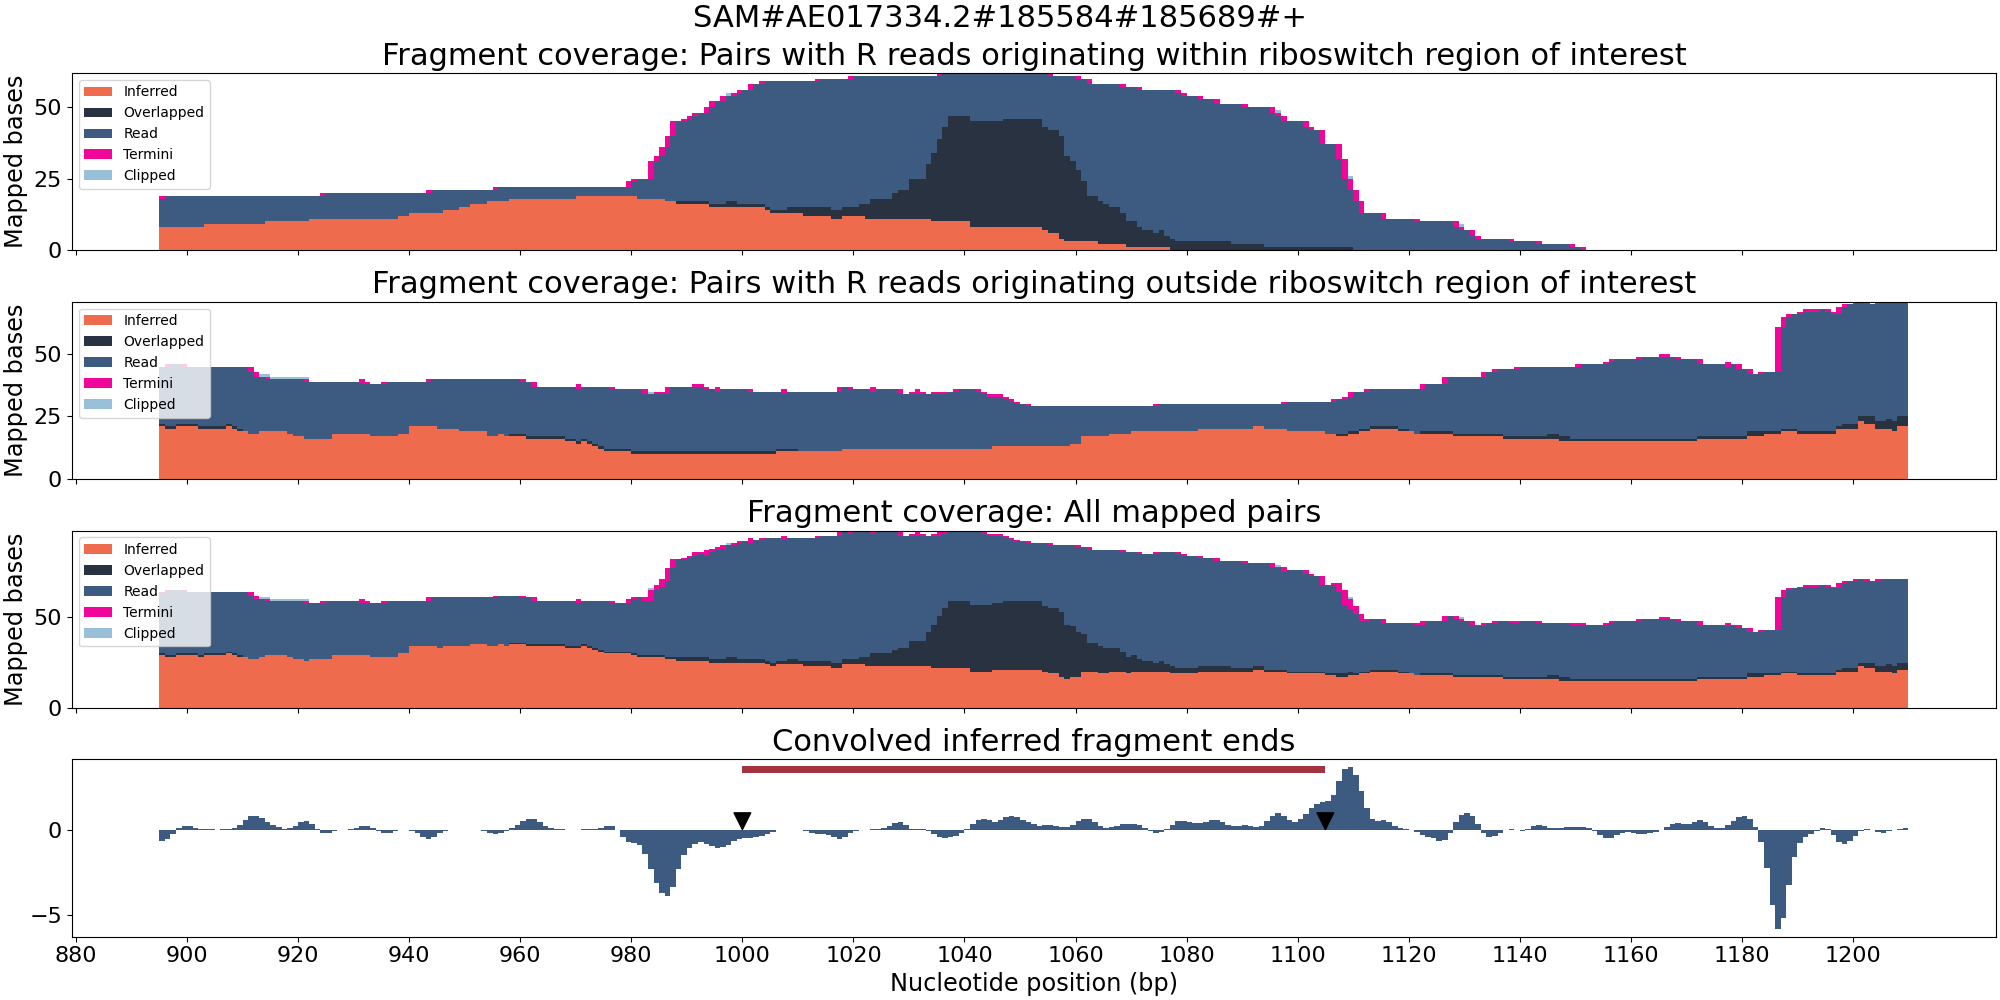 SAM#AE017334.2#185584#185689#+
Fragment coverage: Pairs with R reads originating within riboswitch region of interest
Mapped bases
50
25
0
Inferred
Overlapped
Read
Termini
Clipped
Fragment coverage: Pairs with R reads originating outside riboswitch region of interest
Mapped bases
50
25
0
Inferred
Overlapped
Read
Termini
Clipped
Fragment coverage: All mapped pairs
Mapped bases
50
0
Inferred
Overlapped
Read
Termini
Clipped
Convolved inferred fragment ends
0
−5
880 900 920 940 960 980 1000 1020 1040 1060 1080 1100 1120 1140 1160 1180 1200
Nucleotide position (bp)